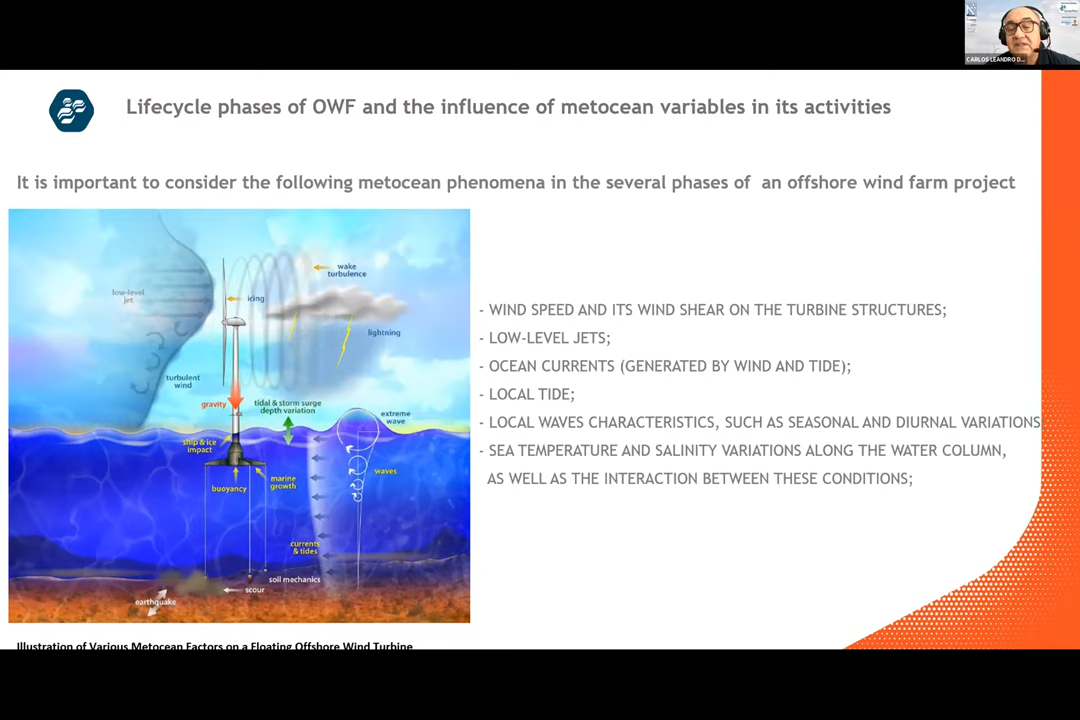 CARLOS LEANDRO D...
Lifecycle phases of OWF and the influence of metocean variables in its activities
It is important to consider the following metocean phenomena in the several phases of an offshore wind farm project
wake
turbulence
low-level
jet
icing
lightning
turbulent
wind
gravity
tidal & storm surge
depth variation
extreme
wave
ship & ice
impact
waves
buoyancy
marine
growth
currents
& tides
soil mechanics
scour
earthquake
- WIND SPEED AND ITS WIND SHEAR ON THE TURBINE STRUCTURES;
- LOW-LEVEL JETS;
- OCEAN CURRENTS (GENERATED BY WIND AND TIDE);
- LOCAL TIDE;
- LOCAL WAVES CHARACTERISTICS, SUCH AS SEASONAL AND DIURNAL VARIATIONS
- SEA TEMPERATURE AND SALINITY VARIATIONS ALONG THE WATER COLUMN,
AS WELL AS THE INTERACTION BETWEEN THESE CONDITIONS;
Illustration of Various Metocean Factors on a Floating Offshore Wind Turbine